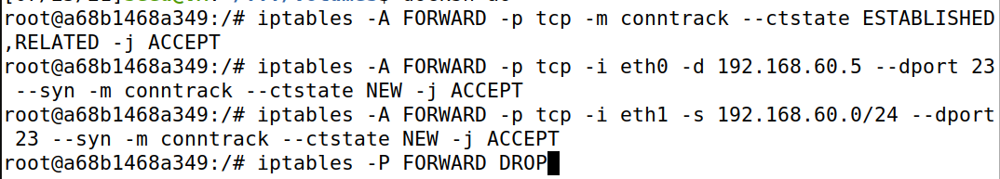 root@a68b1468a349:/# iptables -A FORWARD -p tcp -m conntrack --ctstate ESTABLISHED
,RELATED -j ACCEPT
root@a68b1468a349:/# iptables -A FORWARD -p tcp -i eth0 -d 192.168.60.5 --dport 23
 --syn -m conntrack --ctstate NEW -j ACCEPT
root@a68b1468a349:/# iptables -A FORWARD -p tcp -i eth1 -s 192.168.60.0/24 --dport
 23 --syn -m conntrack --ctstate NEW -j ACCEPT
root@a68b1468a349:/# iptables -P FORWARD DROP